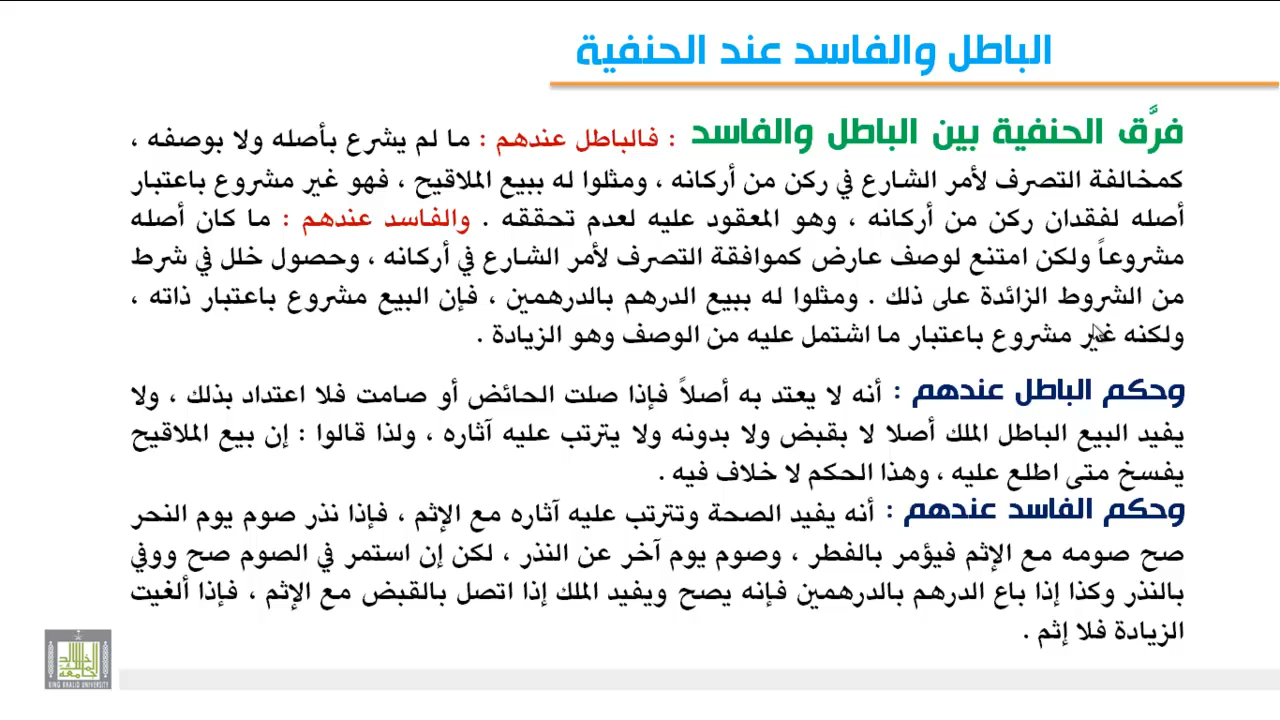 الباطل والفاسد عند الحنفية
فرَّق الحنفية بين الباطل والفاسد : فالباطل عندهم : ما لم يشرع بأصله ولا بوصفه ،
كمخالفة التصرف لأمر الشارع في ركن من أركانه ، ومثلوا له ببيع الملاقيح ، فهو غير مشروع باعتبار
أصله لفقدان ركن من أركانه ، وهو المعقود عليه لعدم تحققه . والفاسد عندهم : ما كان أصله
مشروعاً ولكن امتنع لوصف عارض كموافقة التصرف لأمر الشارع في أركانه ، وحصول خلل في شرط
من الشروط الزائدة على ذلك . ومثلوا له ببيع الدرهم بالدرهمين ، فإن البيع مشروع باعتبار ذاته ،
ولكنه غير مشروع باعتبار ما اشتمل عليه من الوصف وهو الزيادة .
وحكم الباطل عندهم : أنه لا يعتد به أصلاً فإذا صلت الحائض أو صامت فلا اعتداد بذلك ، ولا
يفيد البيع الباطل الملك أصلا لا بقبض ولا بدونه ولا يترتب عليه آثاره ، ولذا قالوا : إن بيع الملاقيح
يفسخ متى اطلع عليه ، وهذا الحكم لا خلاف فيه .
وحكم الفاسد عندهم : أنه يفيد الصحة وتترتب عليه آثاره مع الإثم ، فإذا نذر صوم يوم النحر
صح صومه مع الإثم فيؤمر بالفطر ، وصوم يوم آخر عن النذر ، لكن إن استمر في الصوم صح ووفي
بالنذر وكذا إذا باع الدرهم بالدرهمين فإنه يصح ويفيد الملك إذا اتصل بالقبض مع الإثم ، فإذا ألغيت
الزيادة فلا إثم .
جامعة الملك خالد
KING KHALID UNIVERSITY